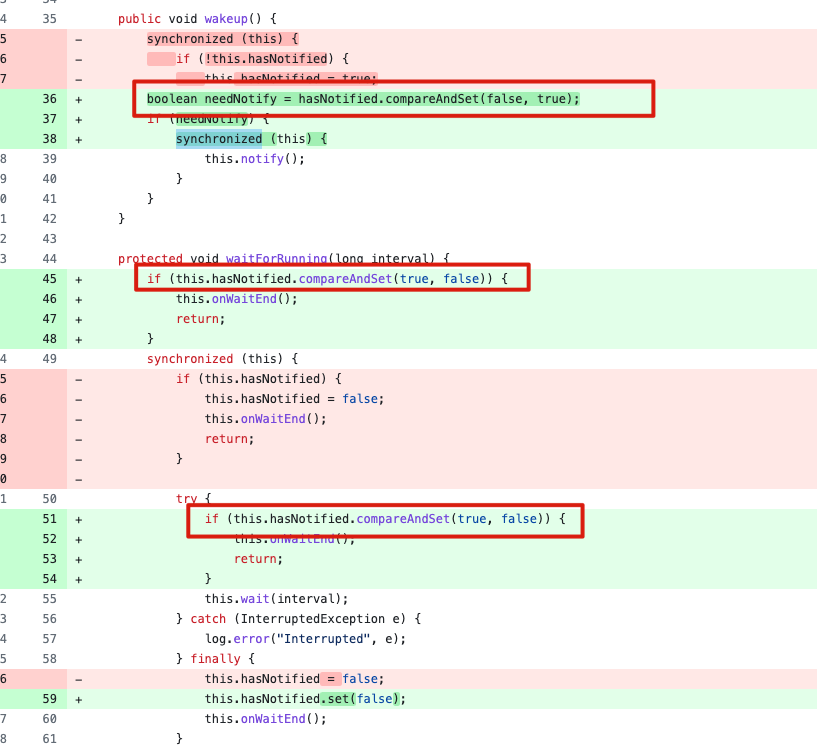 4 35 public void wakeup() {
5 - synchronized (this) {
6 - if (!this.hasNotified) {
7 - this.hasNotified = true;
36 + boolean needNotify = hasNotified.compareAndSet(false, true);
37 + if (needNotify) {
38 + synchronized (this) {
8 39 this.notify();
9 40 }
0 41 }
1 42 }
2 43
3 44 protected void waitForRunning(long interval) {
45 + if (this.hasNotified.compareAndSet(true, false)) {
46 + this.onWaitEnd();
47 + return;
48 + }
4 49 synchronized (this) {
5 - if (this.hasNotified) {
6 - this.hasNotified = false;
7 - this.onWaitEnd();
8 - return;
9 - }
0 -
1 50 try {
51 + if (this.hasNotified.compareAndSet(true, false)) {
52 + this.onWaitEnd();
53 + return;
54 + }
2 55 this.wait(interval);
3 56 } catch (InterruptedException e) {
4 57 log.error("Interrupted", e);
5 58 } finally {
6 - this.hasNotified = false;
59 + this.hasNotified.set(false);
7 60 this.onWaitEnd();
8 61 }